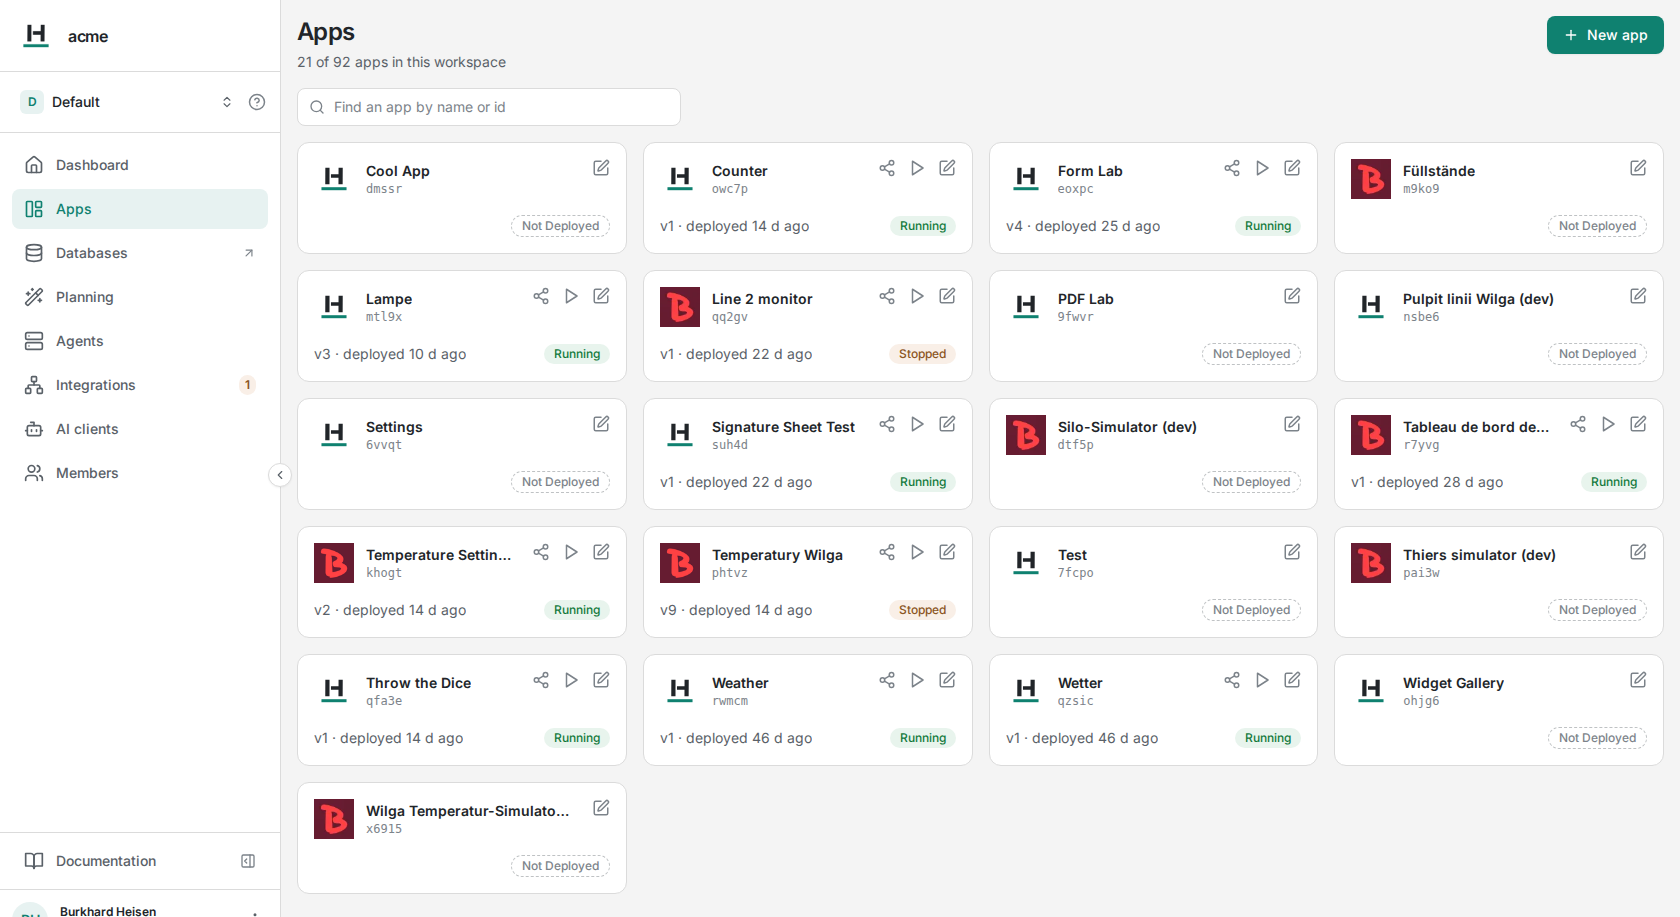 acme
D Default
Dashboard
Apps
Databases
Planning
Agents
Integrations 1
AI clients
Members
Documentation
Burkhard Heisen
Apps
21 of 92 apps in this workspace
New app
Find an app by name or id
Cool App
dmssr
Not Deployed
Counter
owc7p
v1 · deployed 14 d ago Running
Form Lab
eoxpc
v4 · deployed 25 d ago Running
Füllstände
m9ko9
Not Deployed
Lampe
mtl9x
v3 · deployed 10 d ago Running
Line 2 monitor
qq2gv
v1 · deployed 22 d ago Stopped
PDF Lab
9fwvr
Not Deployed
Pulpit linii Wilga (dev)
nsbe6
Not Deployed
Settings
6vvqt
Not Deployed
Signature Sheet Test
suh4d
v1 · deployed 22 d ago Running
Silo-Simulator (dev)
dtf5p
Not Deployed
Tableau de bord de...
r7yvg
v1 · deployed 28 d ago Running
Temperature Settin...
khogt
v2 · deployed 14 d ago Running
Temperatury Wilga
phtvz
v9 · deployed 14 d ago Stopped
Test
7fcpo
Not Deployed
Thiers simulator (dev)
pai3w
Not Deployed
Throw the Dice
qfa3e
v1 · deployed 14 d ago Running
Weather
rwmcm
v1 · deployed 46 d ago Running
Wetter
qzsic
v1 · deployed 46 d ago Running
Widget Gallery
ohjg6
Not Deployed
Wilga Temperatur-Simulato...
x6915
Not Deployed